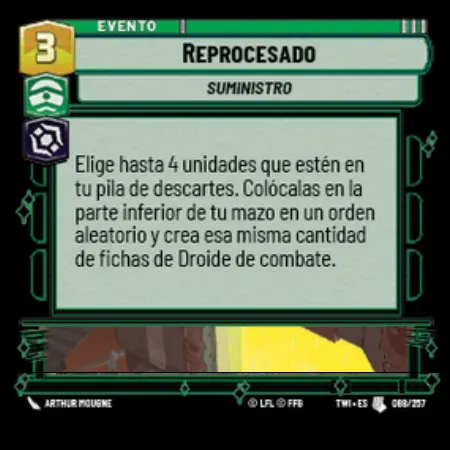 EVENTO
3
REPROCESADO
SUMINISTRO
Elige hasta 4 unidades que estén en
tu pila de descartes. Colócalas en la
parte inferior de tu mazo en un orden
aleatorio y crea esa misma cantidad
de fichas de Droide de combate.
ARTHUR MOUGNE © LFL © FFG TWI • ES 088/257